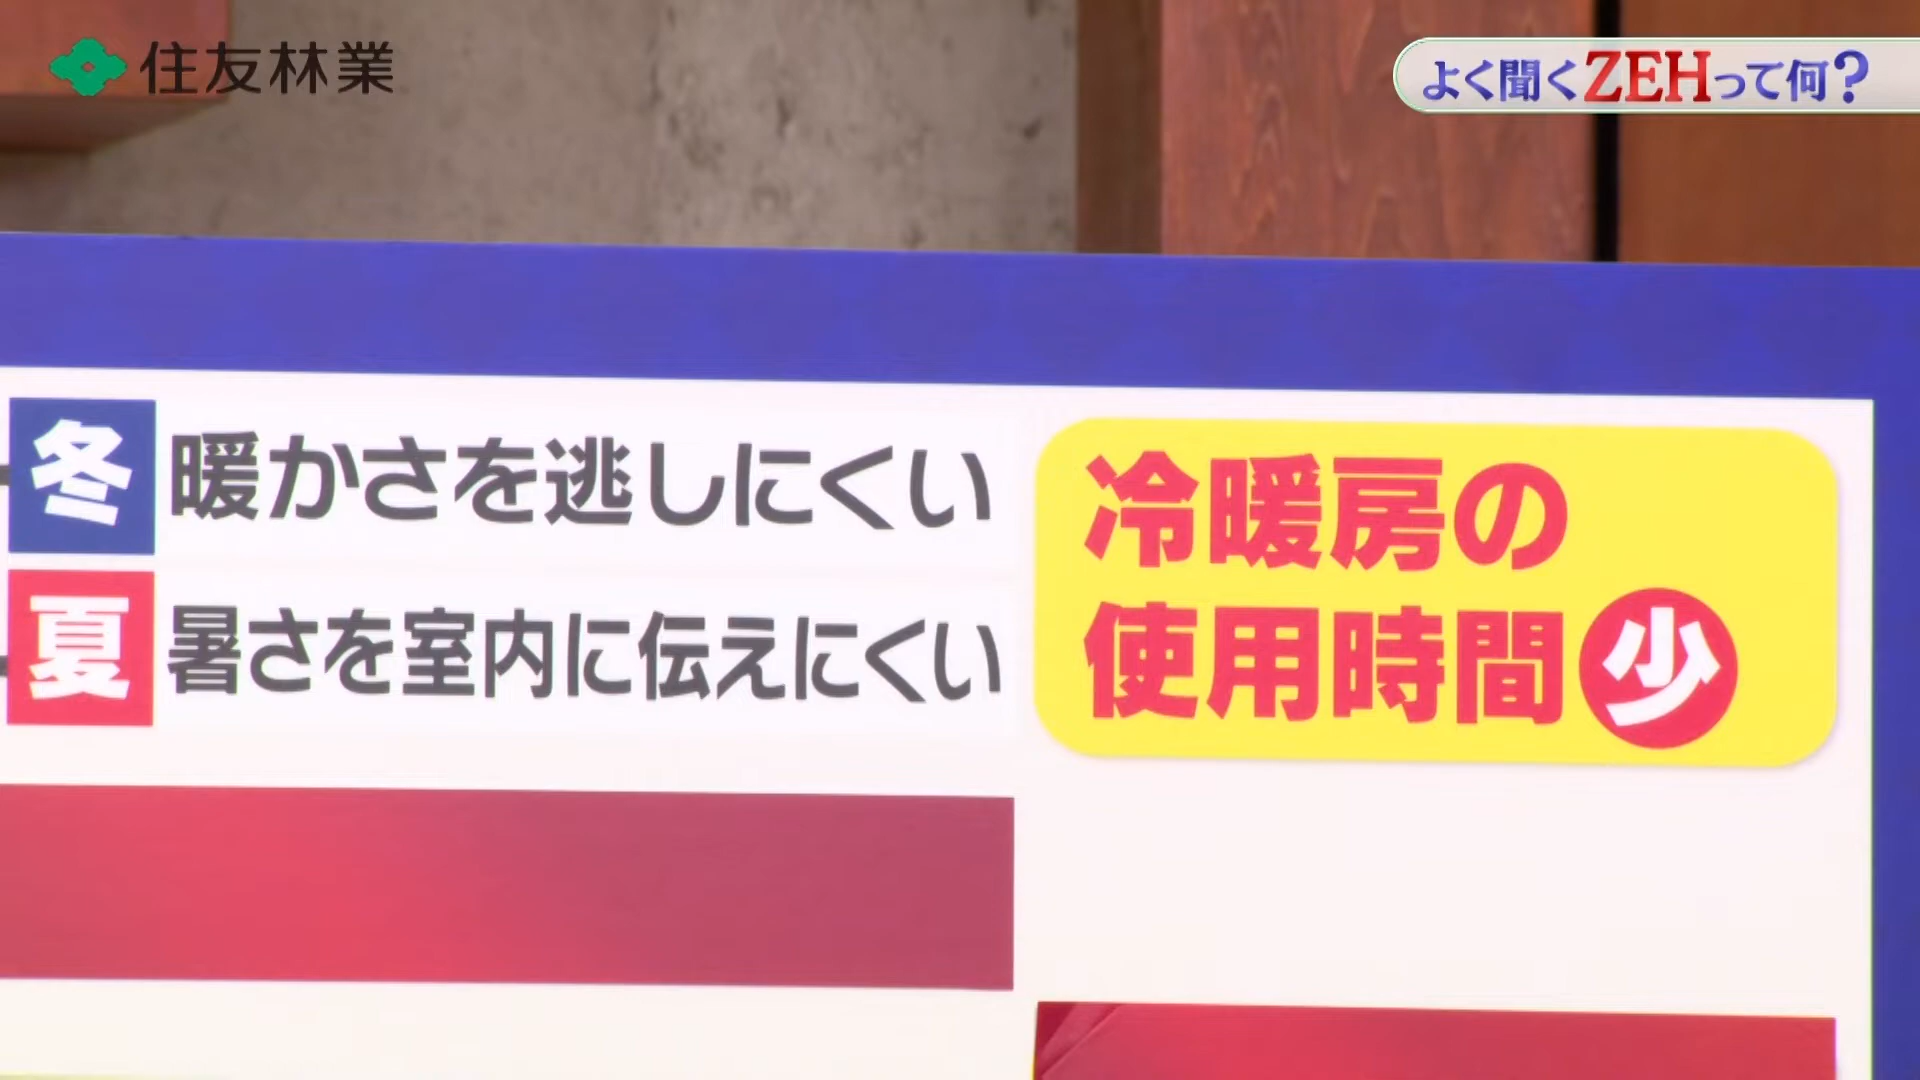 住友林業
よく聞くZEHって何?
冬 暖かさを逃しにくい
夏 暑さを室内に伝えにくい
冷暖房の
使用時間少